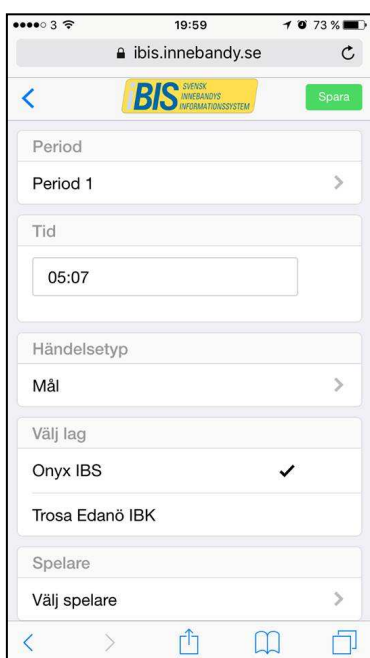 3 19:59 73 %
ibis.innebandy.se
BIS SVENSK
INNEBANDYS
INFORMATIONSSYSTEM
Spara
Period
Period 1
Tid
05:07
Händelsetyp
Mål
Välj lag
Onyx IBS
Trosa Edanö IBK
Spelare
Välj spelare